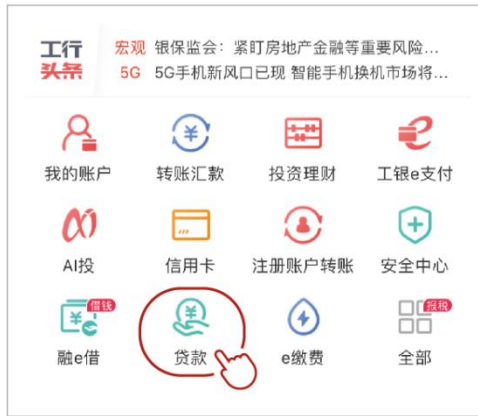 工行 宏观 银保监会：紧盯房地产金融等重要风险...
头条 5G 5G手机新风口已现 智能手机换机市场将...
我的账户 转账汇款 投资理财 工银e支付
AI投 信用卡 注册账户转账 安全中心
借钱 报税
融e借 贷款 e缴费 全部